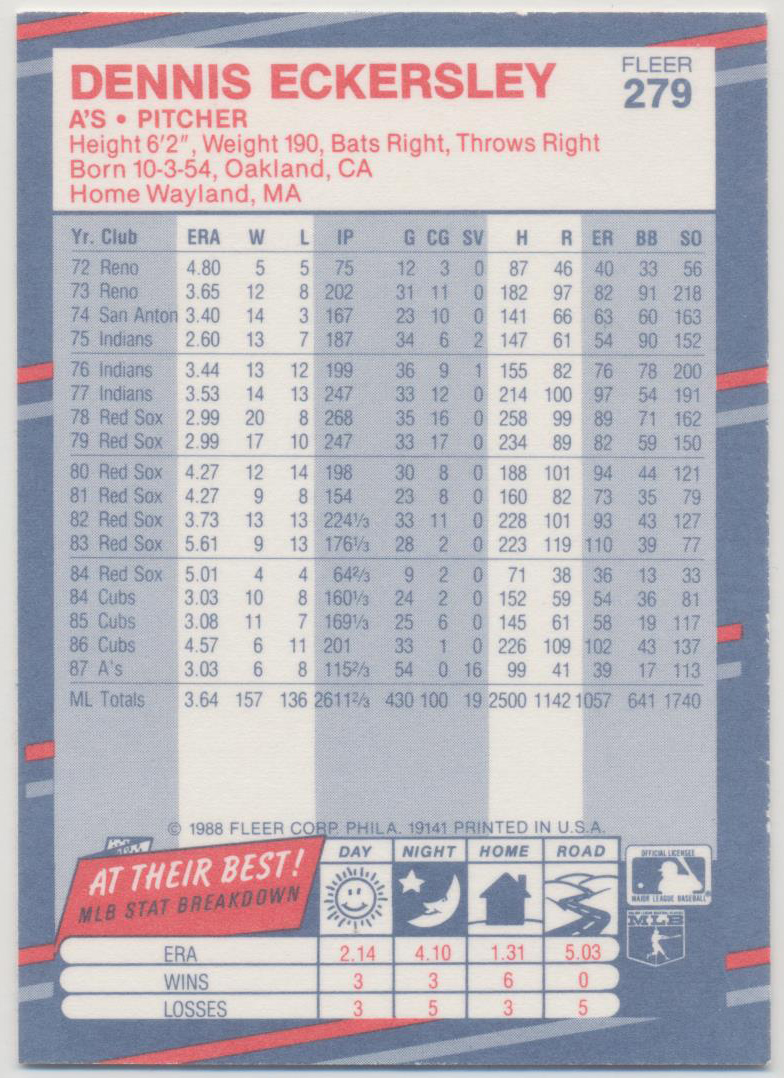 DENNIS ECKERSLEY
FLEER
279
A'S • PITCHER
Height 6'2", Weight 190, Bats Right, Throws Right
Born 10-3-54, Oakland, CA
Home Wayland, MA
Yr. Club ERA W L IP G CG SV H R ER BB SO
72 Reno 4.80 5 5 75 12 3 0 87 46 40 33 56
73 Reno 3.65 12 8 202 31 11 0 182 97 82 91 218
74 San Anton 3.40 14 3 167 23 10 0 141 66 63 60 163
75 Indians 2.60 13 7 187 34 6 2 147 61 54 90 152
76 Indians 3.44 13 12 199 36 9 1 155 82 76 78 200
77 Indians 3.53 14 13 247 33 12 0 214 100 97 54 191
78 Red Sox 2.99 20 8 268 35 16 0 258 99 89 71 162
79 Red Sox 2.99 17 10 247 33 17 0 234 89 82 59 150
80 Red Sox 4.27 12 14 198 30 8 0 188 101 94 44 121
81 Red Sox 4.27 9 8 154 23 8 0 160 82 73 35 79
82 Red Sox 3.73 13 13 224⅓ 33 11 0 228 101 93 43 127
83 Red Sox 5.61 9 13 176⅓ 28 2 0 223 119 110 39 77
84 Red Sox 5.01 4 4 64⅔ 9 2 0 71 38 36 13 33
84 Cubs 3.03 10 8 160⅓ 24 2 0 152 59 54 36 81
85 Cubs 3.08 11 7 169⅓ 25 6 0 145 61 58 19 117
86 Cubs 4.57 6 11 201 33 1 0 226 109 102 43 137
87 A's 3.03 6 8 115⅔ 54 0 16 99 41 39 17 113
ML Totals 3.64 157 136 2611⅔ 430 100 19 2500 1142 1057 641 1740
© 1988 FLEER CORP. PHILA. 19141 PRINTED IN U.S.A.
AT THEIR BEST!
MLB STAT BREAKDOWN
DAY NIGHT HOME ROAD
ERA 2.14 4.10 1.31 5.03
WINS 3 3 6 0
LOSSES 3 5 3 5
OFFICIAL LICENSEE
MAJOR LEAGUE BASEBALL
MLB